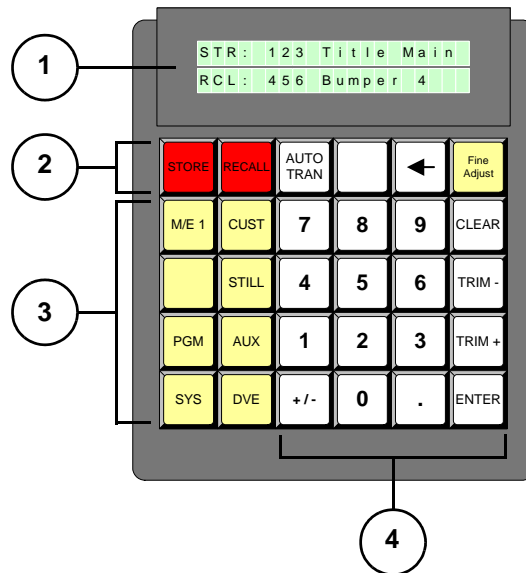 1
STR: 123 Title Main
RCL: 456 Bumper 4
2
STORE RECALL AUTO TRAN Fine Adjust
3
M/E 1 CUST 7 8 9 CLEAR
STILL 4 5 6 TRIM -
PGM AUX 1 2 3 TRIM +
SYS DVE +/- 0 . ENTER
4